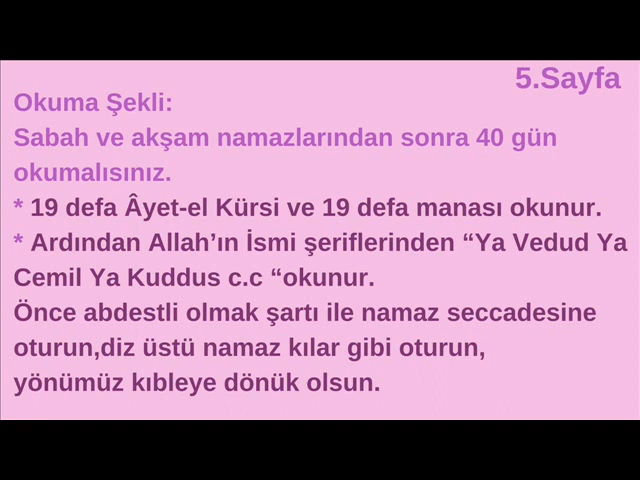 5.Sayfa
Okuma Şekli:
Sabah ve akşam namazlarından sonra 40 gün
okumalısınız.
* 19 defa Âyet-el Kürsi ve 19 defa manası okunur.
* Ardından Allah’ın İsmi şeriflerinden “Ya Vedud Ya
Cemil Ya Kuddus c.c “okunur.
Önce abdestli olmak şartı ile namaz seccadesine
oturun,diz üstü namaz kılar gibi oturun,
yönümüz kıbleye dönük olsun.